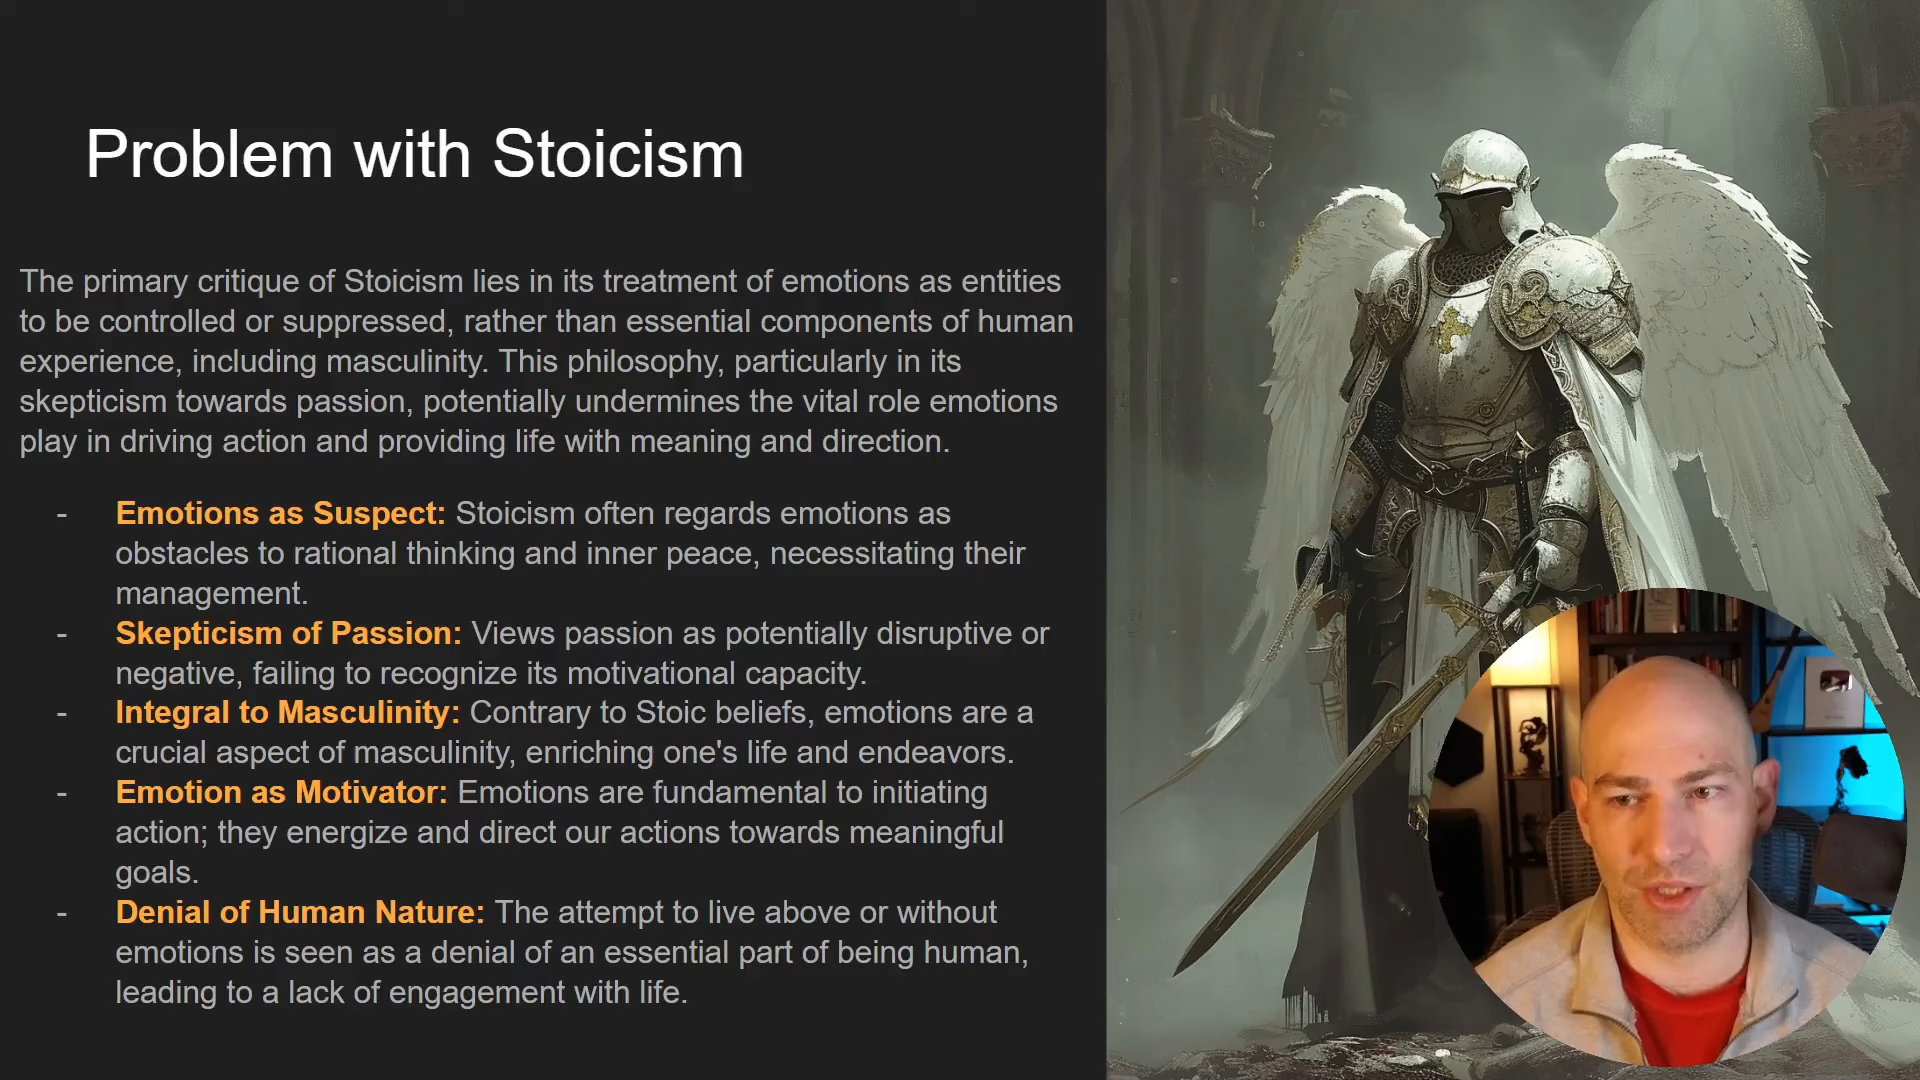 Problem with Stoicism
The primary critique of Stoicism lies in its treatment of emotions as entities
to be controlled or suppressed, rather than essential components of human
experience, including masculinity. This philosophy, particularly in its
skepticism towards passion, potentially undermines the vital role emotions
play in driving action and providing life with meaning and direction.
- Emotions as Suspect: Stoicism often regards emotions as
obstacles to rational thinking and inner peace, necessitating their
management.
- Skepticism of Passion: Views passion as potentially disruptive or
negative, failing to recognize its motivational capacity.
- Integral to Masculinity: Contrary to Stoic beliefs, emotions are a
crucial aspect of masculinity, enriching one's life and endeavors.
- Emotion as Motivator: Emotions are fundamental to initiating
action; they energize and direct our actions towards meaningful
goals.
- Denial of Human Nature: The attempt to live above or without
emotions is seen as a denial of an essential part of being human,
leading to a lack of engagement with life.